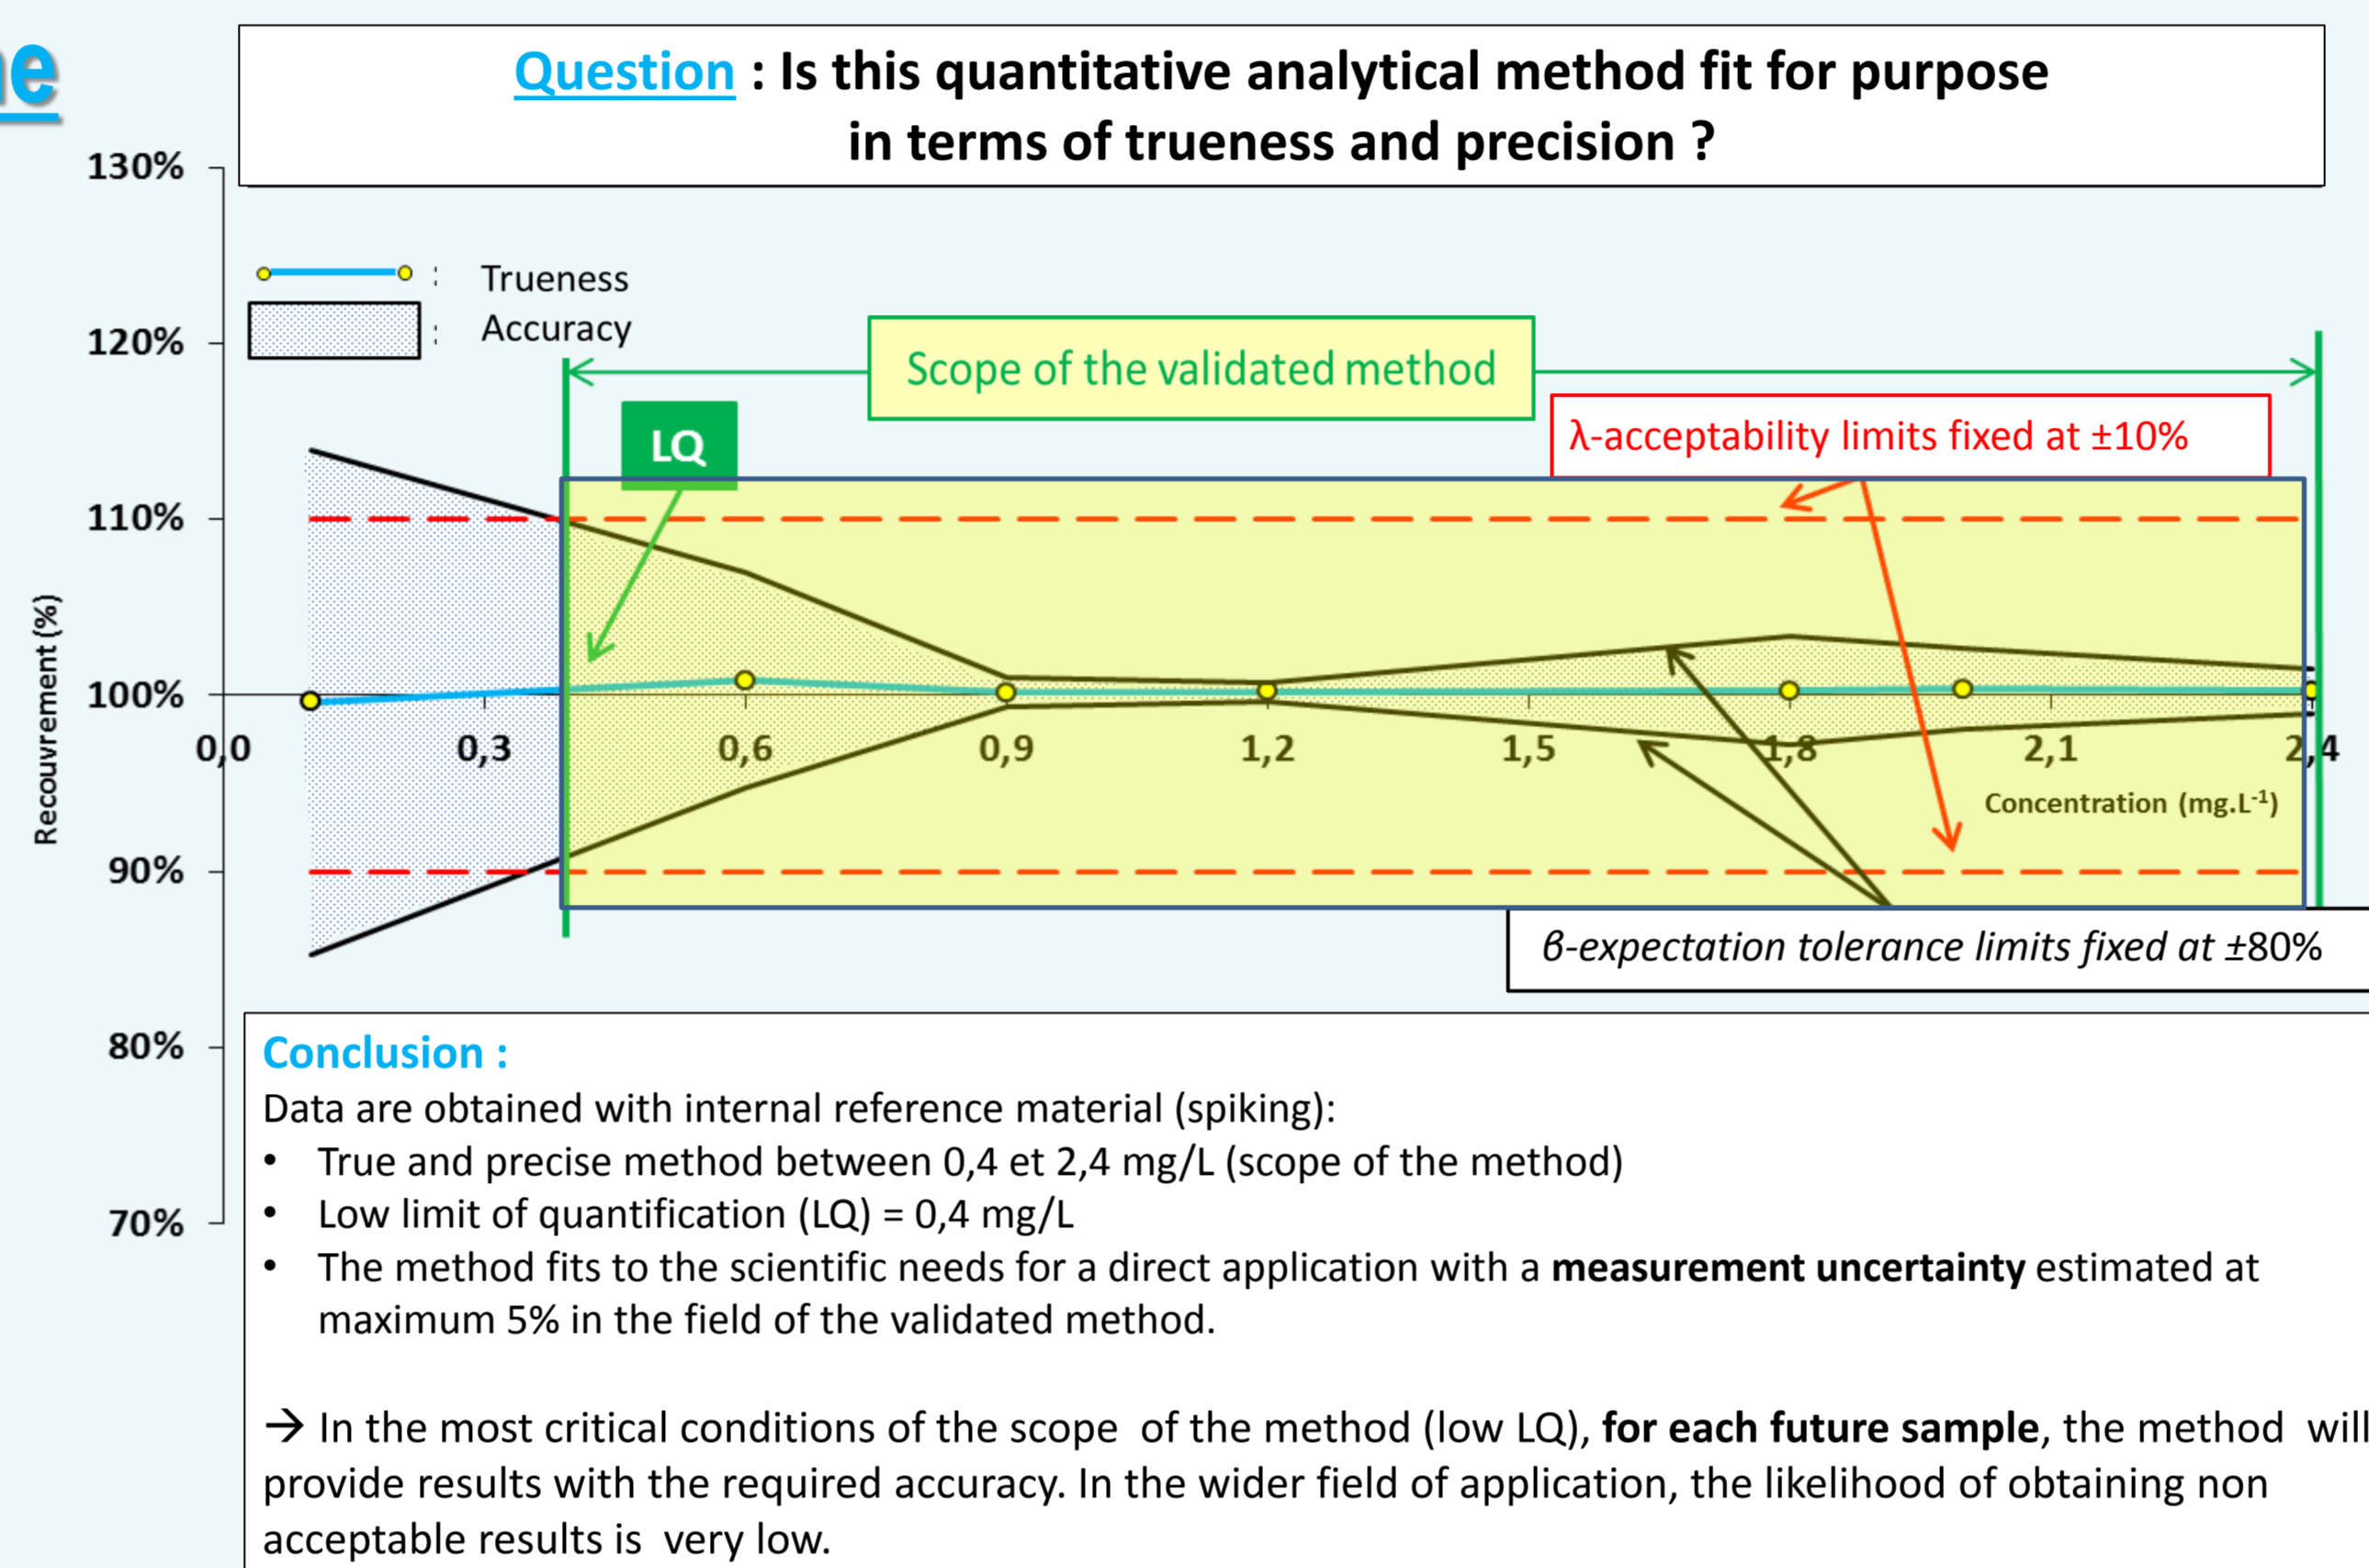 ne
Question : Is this quantitative analytical method fit for purpose
in terms of trueness and precision ?
130%
120%
110%
100%
90%
80%
70%
Recouvrement (%)
: Trueness
: Accuracy
Scope of the validated method
LQ
λ-acceptability limits fixed at ±10%
0,0 0,3 0,6 0,9 1,2 1,5 1,8 2,1 2,4
Concentration (mg.L-1)
β-expectation tolerance limits fixed at ±80%
Conclusion :
Data are obtained with internal reference material (spiking):
• True and precise method between 0,4 et 2,4 mg/L (scope of the method)
• Low limit of quantification (LQ) = 0,4 mg/L
• The method fits to the scientific needs for a direct application with a measurement uncertainty estimated at
maximum 5% in the field of the validated method.
→ In the most critical conditions of the scope of the method (low LQ), for each future sample, the method will
provide results with the required accuracy. In the wider field of application, the likelihood of obtaining non
acceptable results is very low.